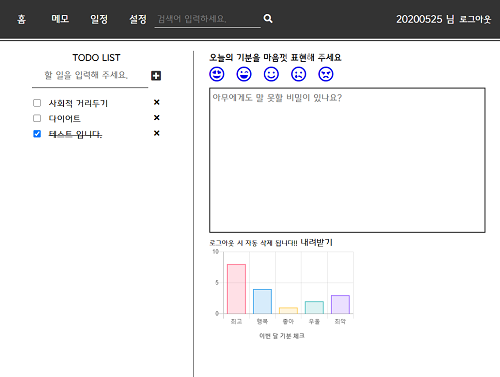 홈 메모 일정 설정 검색어 입력하세요. 20200525 님 로그아웃
TODO LIST
할 일을 입력해 주세요.
사회적 거리두기
다이어트
테스트 입니다.
오늘의 기분을 마음껏 표현해 주세요
아무에게도 말 못할 비밀이 있나요?
로그아웃 시 자동 삭제 됩니다!! 내려받기
10
5
0
최고 행복 좋아 우울 최악
이번 달 기분 체크